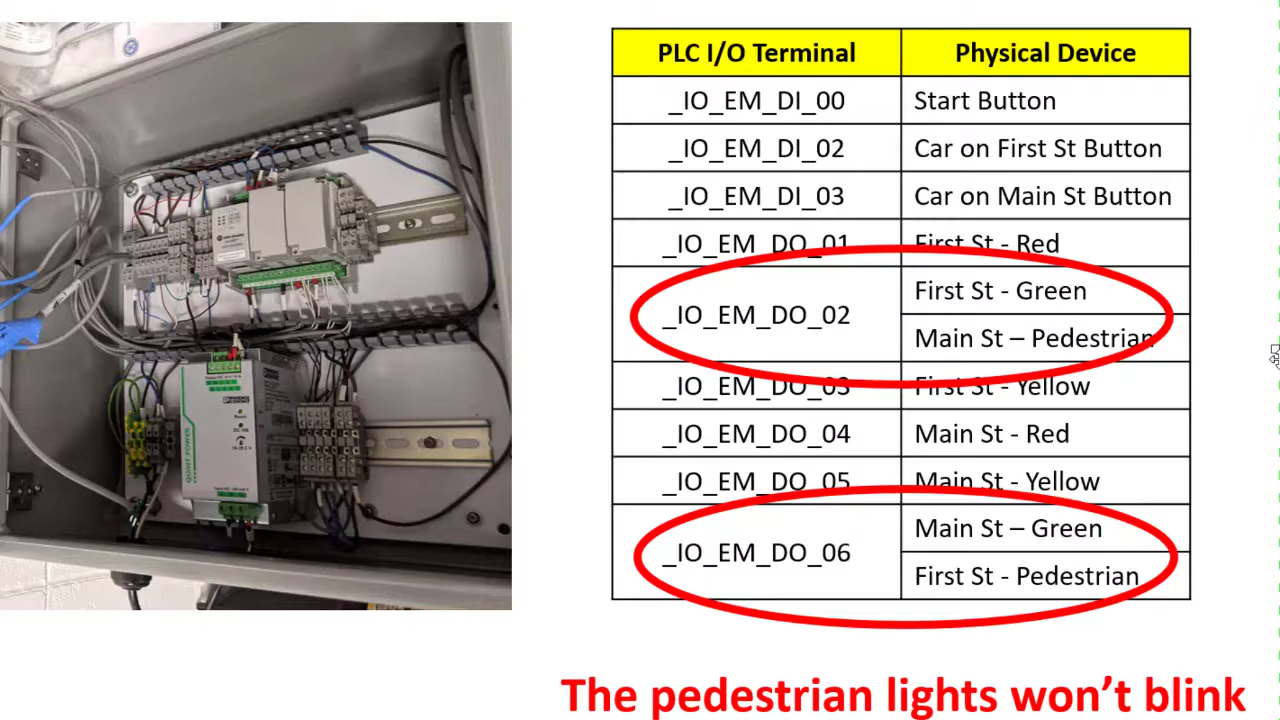 PLC I/O Terminal Physical Device
_IO_EM_DI_00 Start Button
_IO_EM_DI_02 Car on First St Button
_IO_EM_DI_03 Car on Main St Button
_IO_EM_DO_01 First St - Red
_IO_EM_DO_02 First St - Green
Main St – Pedestrian
_IO_EM_DO_03 First St - Yellow
_IO_EM_DO_04 Main St - Red
_IO_EM_DO_05 Main St - Yellow
_IO_EM_DO_06 Main St – Green
First St - Pedestrian
The pedestrian lights won’t blink
QUINT POWER